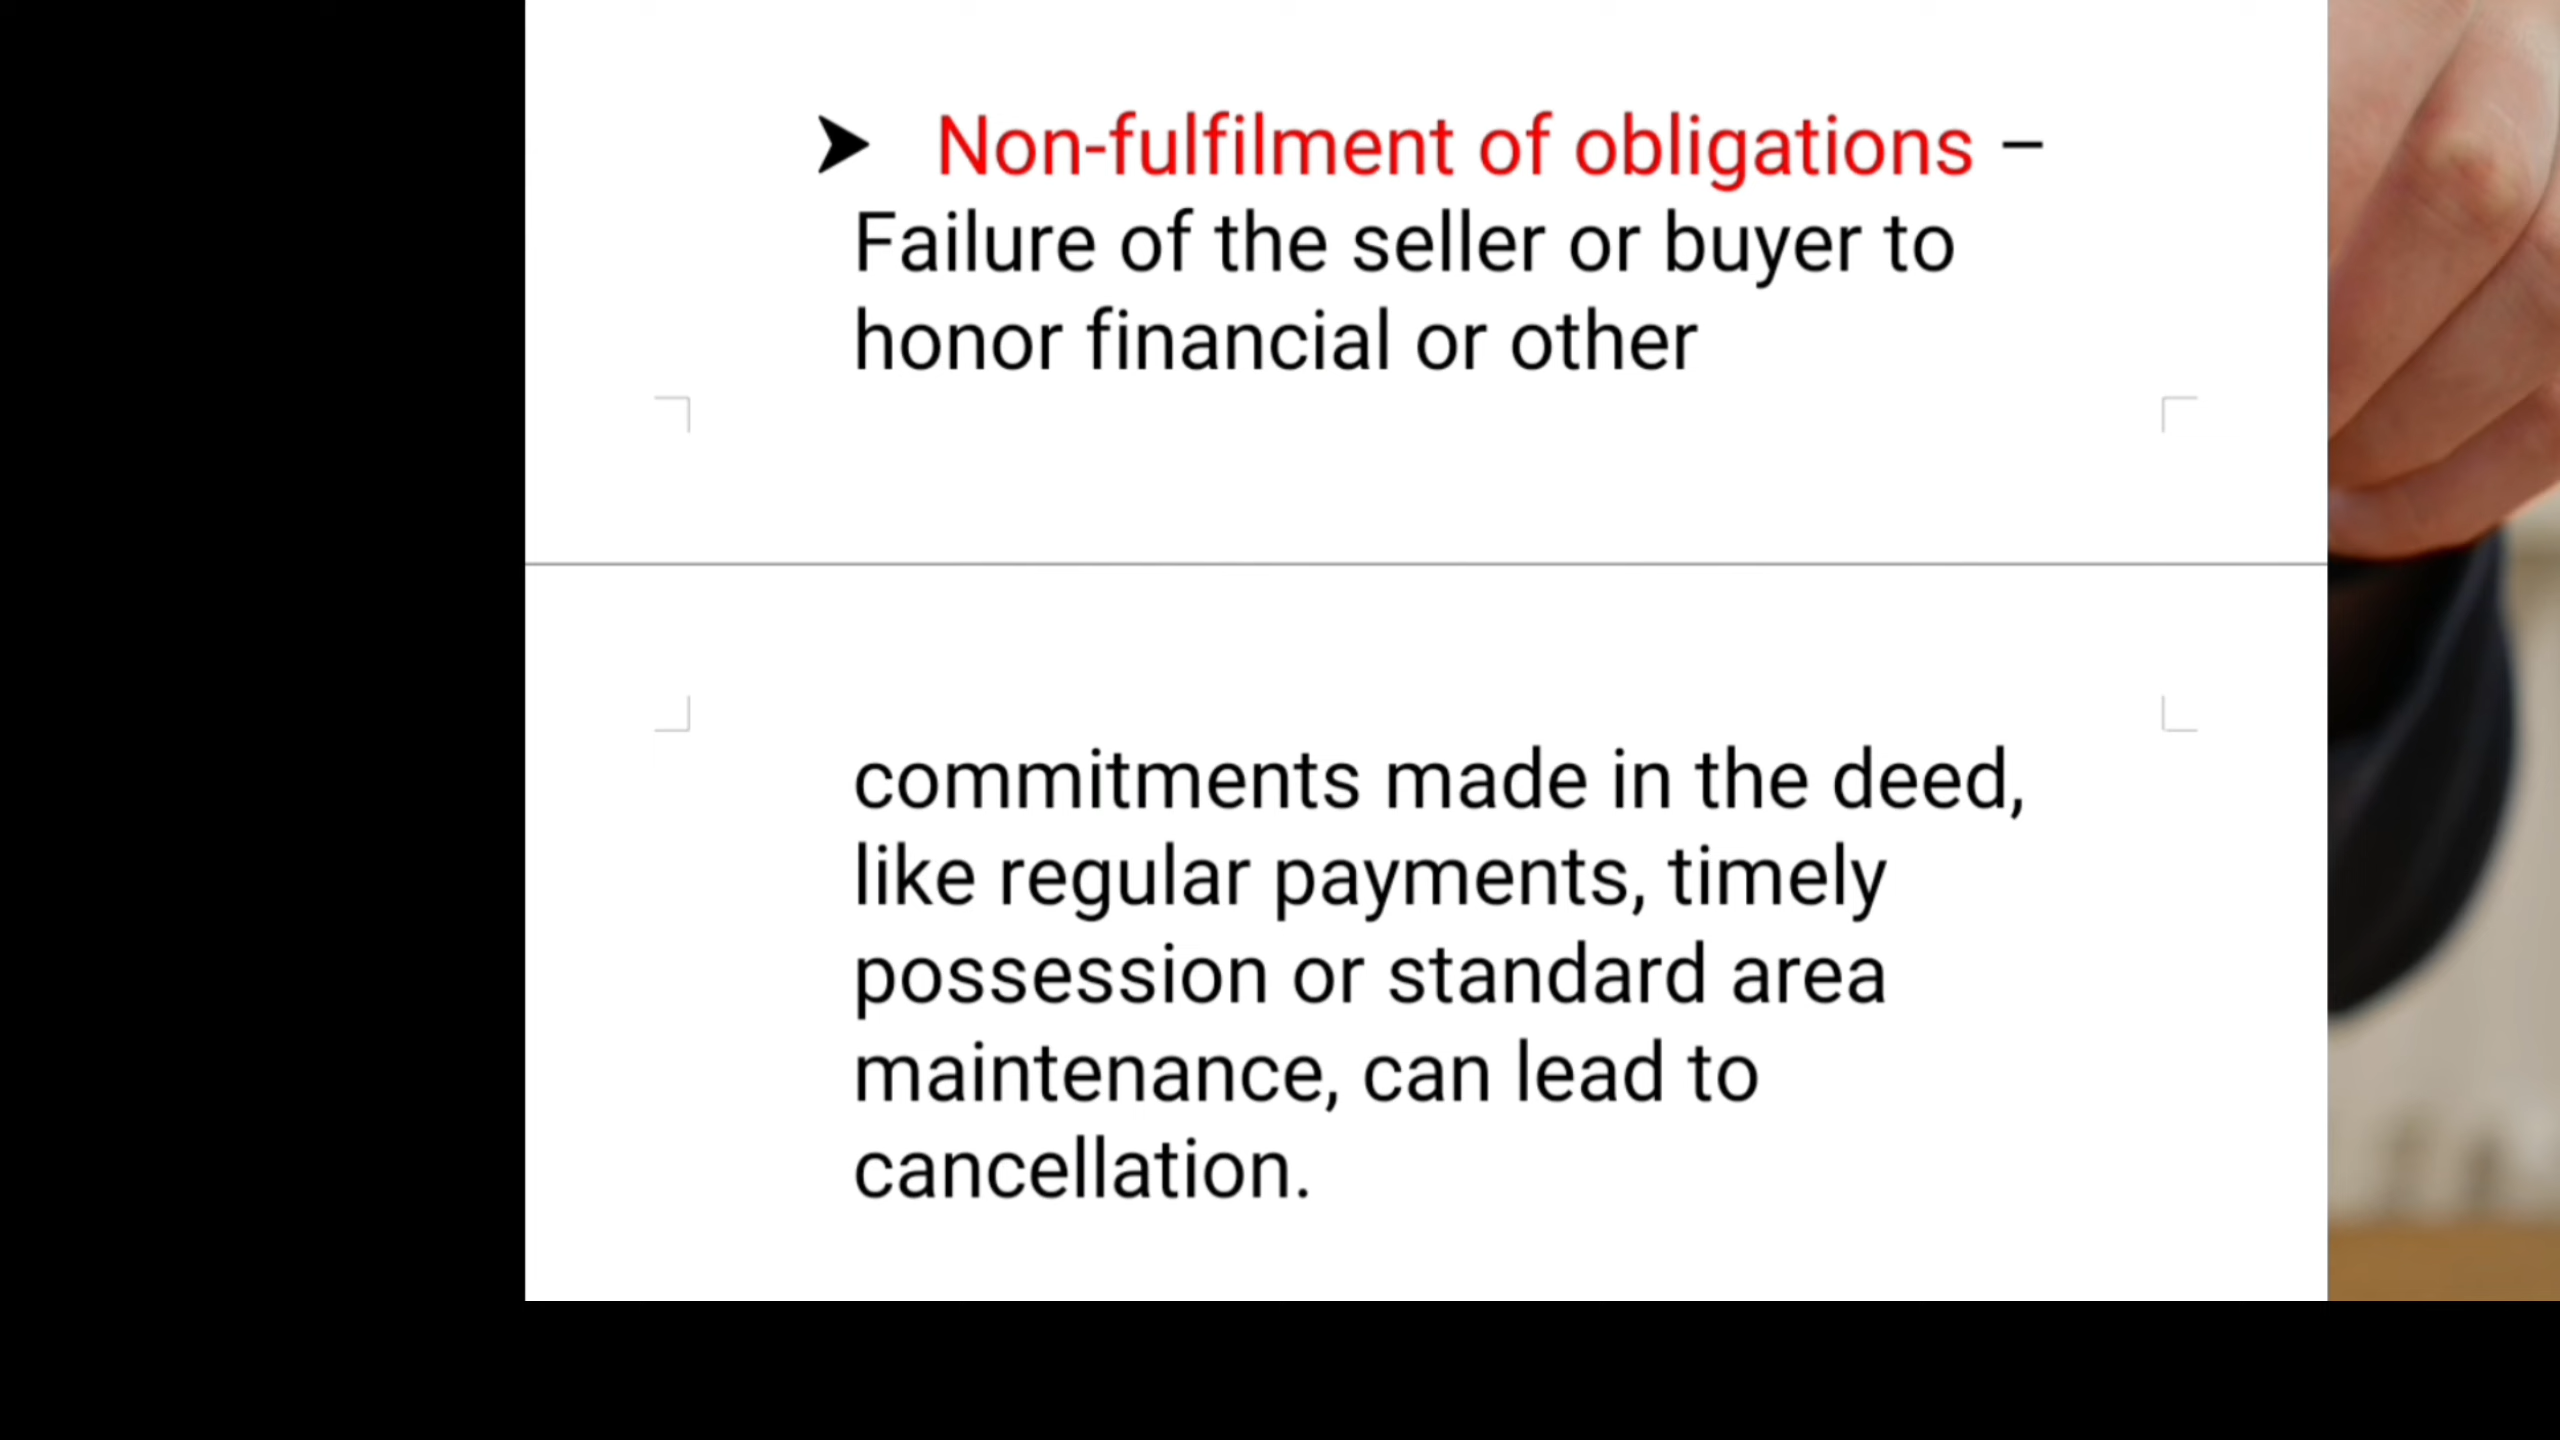 ➤ Non-fulfilment of obligations –
Failure of the seller or buyer to
honor financial or other
commitments made in the deed,
like regular payments, timely
possession or standard area
maintenance, can lead to
cancellation.